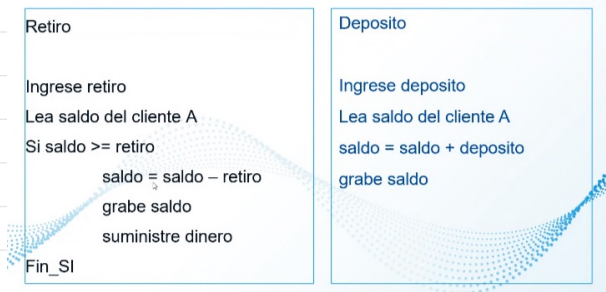 Retiro
Ingrese retiro
Lea saldo del cliente A
Si saldo >= retiro
saldo = saldo – retiro
grabe saldo
suministre dinero
Fin_SI
Deposito
Ingrese deposito
Lea saldo del cliente A
saldo = saldo + deposito
grabe saldo